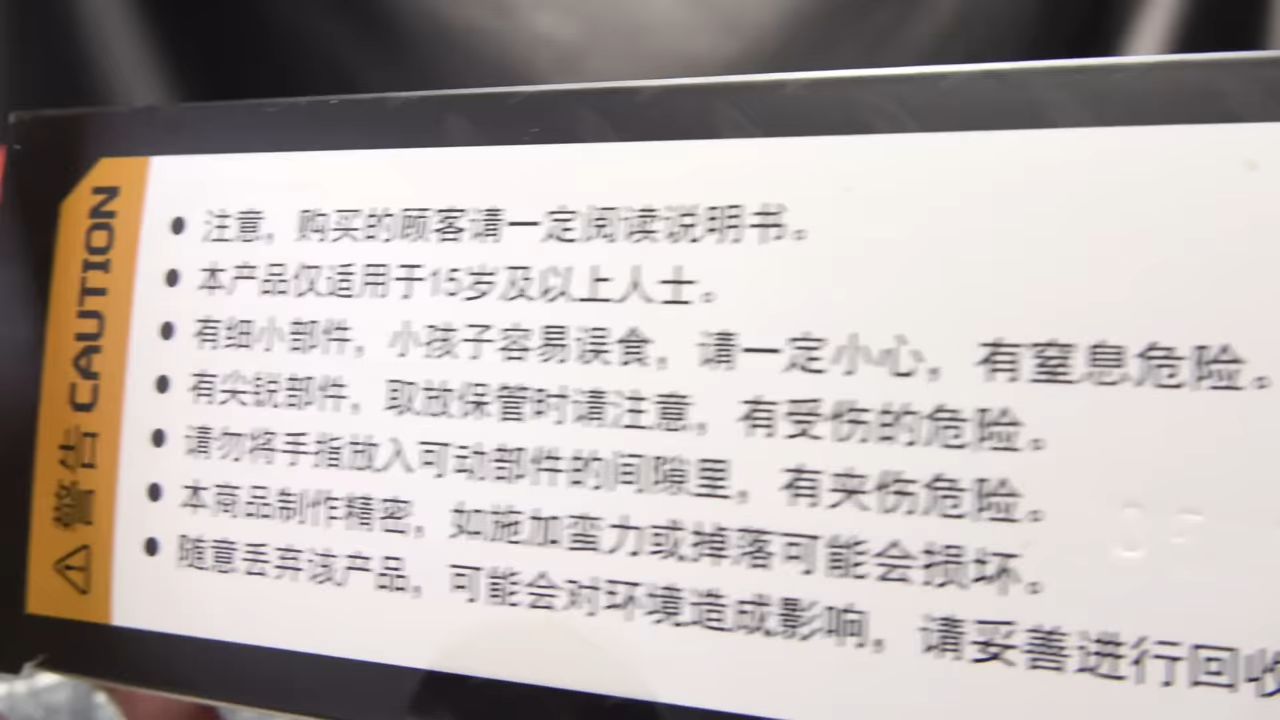 ⚠警告 CAUTION
● 注意，购买的顾客请一定阅读说明书。
● 本产品仅适用于15岁及以上人士。
● 有细小部件，小孩子容易误食，请一定小心，有窒息危险。
● 有尖锐部件，取放保管时请注意，有受伤的危险。
● 请勿将手指放入可动部件的间隙里，有夹伤危险。
● 本商品制作精密，如施加蛮力或掉落可能会损坏。
● 随意丢弃该产品，可能会对环境造成影响，请妥善进行回收